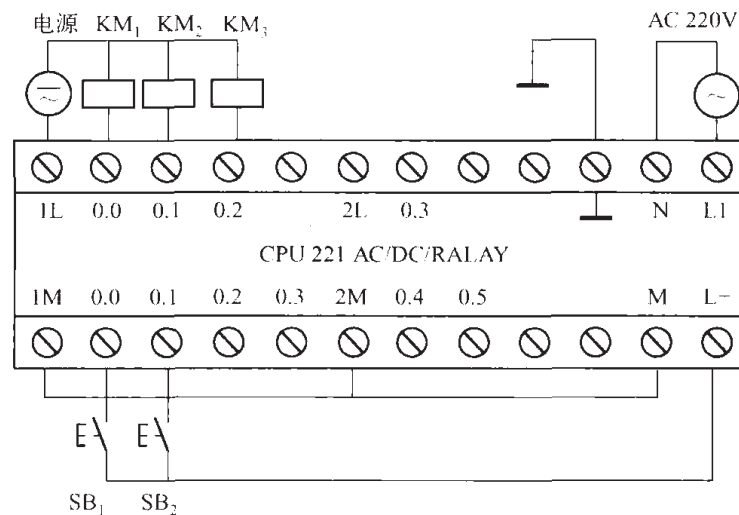 电源 KM₁ KM₂ KM₃ AC 220V
1L 0.0 0.1 0.2 2L 0.3 N L1
CPU 221 AC/DC/RALAY
1M 0.0 0.1 0.2 0.3 2M 0.4 0.5 M L+
SB₁ SB₂